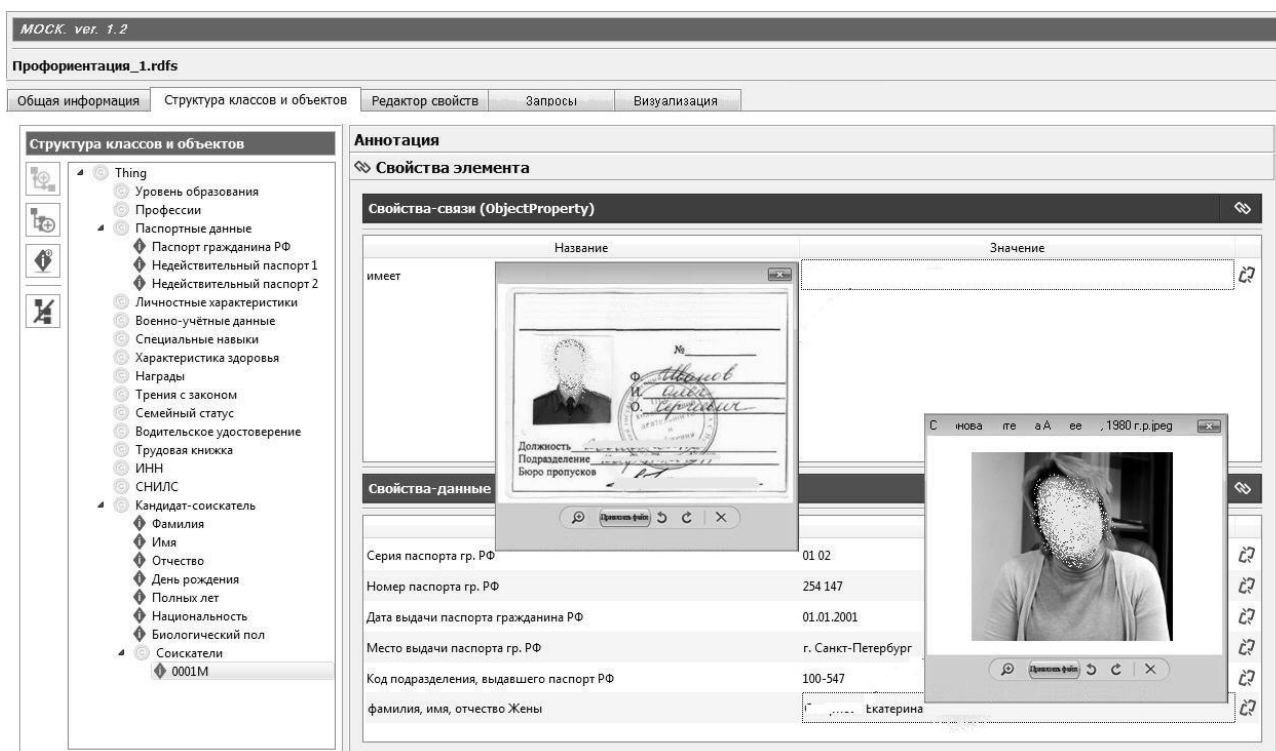 МОСК. ver. 1.2
Профориентация_1.rdfs
Общая информация
Структура классов и объектов
Редактор свойств
Запросы
Визуализация
Структура классов и объектов
Thing
Уровень образования
Профессии
Паспортные данные
Паспорт гражданина РФ
Недействительный паспорт 1
Недействительный паспорт 2
Личностные характеристики
Военно-учётные данные
Специальные навыки
Характеристика здоровья
Награды
Трения с законом
Семейный статус
Водительское удостоверение
Трудовая книжка
ИНН
СНИЛС
Кандидат-соискатель
Фамилия
Имя
Отчество
День рождения
Полных лет
Национальность
Биологический пол
Соискатели
0001М
Аннотация
Свойства элемента
Свойства-связи (ObjectProperty)
Название Значение
имеет
№
Ф. Иванов
И. Олег
О. Сергеевич
Должность
Подразделение
Бюро пропусков
, 1980 г.р.jpeg
Свойства-данные
Серия паспорта гр. РФ 01 02
Номер паспорта гр. РФ 254 147
Дата выдачи паспорта гражданина РФ 01.01.2001
Место выдачи паспорта гр. РФ г. Санкт-Петербург
Код подразделения, выдавшего паспорт РФ 100-547
фамилия, имя, отчество Жены Екатерина